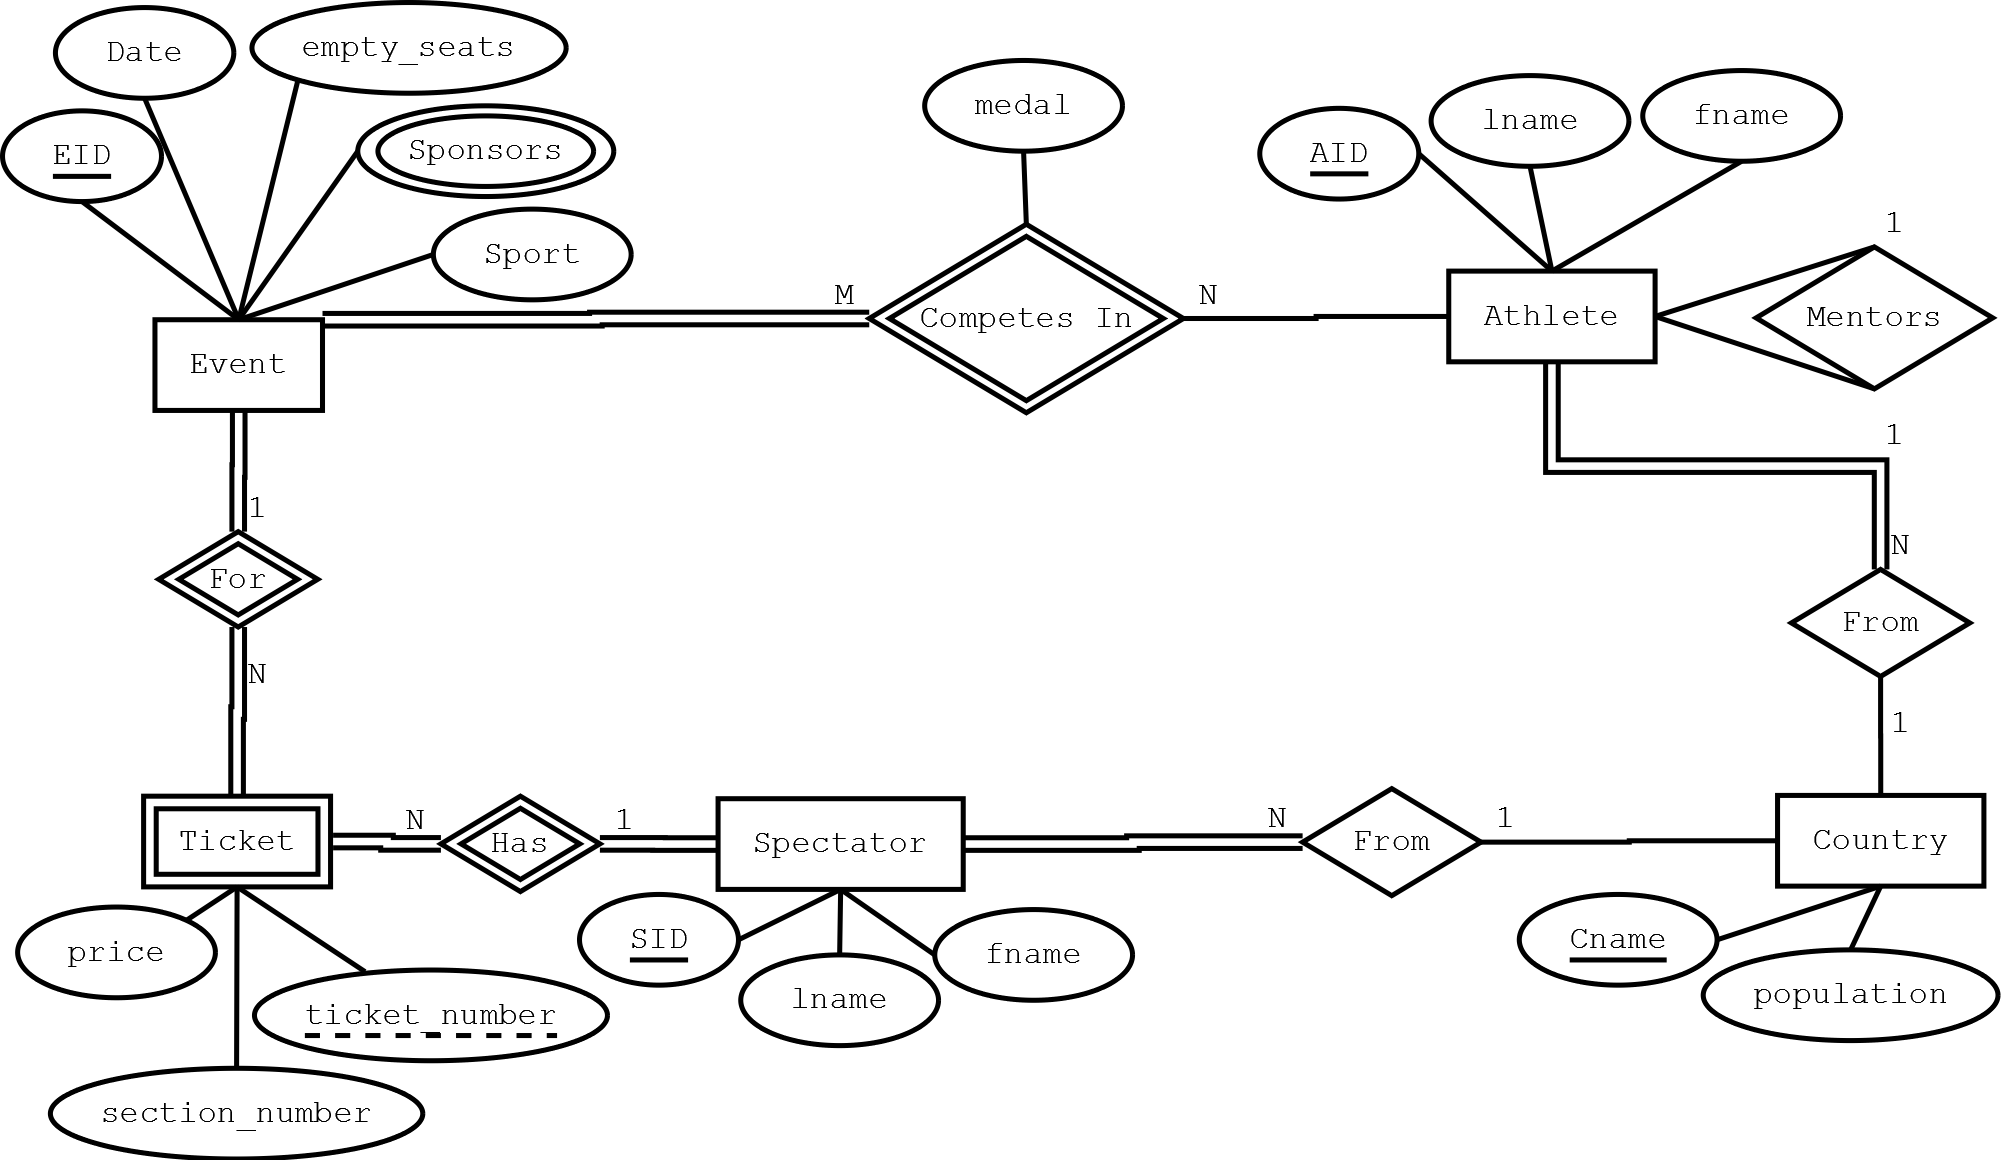 Date
empty_seats
EID
Sponsors
Sport
medal
AID
lname
fname
1
M
Competes In
N
Athlete
Mentors
Event
1
1
N
For
From
N
1
Ticket
N
Has
1
Spectator
N
From
1
Country
price
SID
fname
Cname
lname
population
ticket_number
section_number